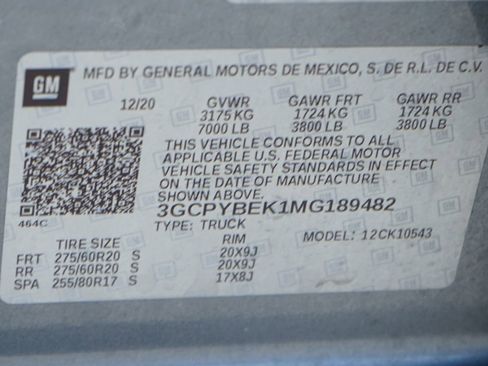 GM MFD BY GENERAL MOTORS DE MEXICO, S. DE R.L. DE C.V.
12/20 GVWR GAWR FRT GAWR RR
3175 KG 1724 KG 1724 KG
7000 LB 3800 LB 3800 LB
THIS VEHICLE CONFORMS TO ALL
APPLICABLE U.S. FEDERAL MOTOR
VEHICLE SAFETY STANDARDS IN EFFECT
ON THE DATE OF MANUFACTURE
SHOWN ABOVE.
3GCPYBEK1MG189482
464C TYPE: TRUCK MODEL: 12CK10543
TIRE SIZE RIM
FRT 275/60R20 S 20X9J
RR 275/60R20 S 20X9J
SPA 255/80R17 S 17X8J